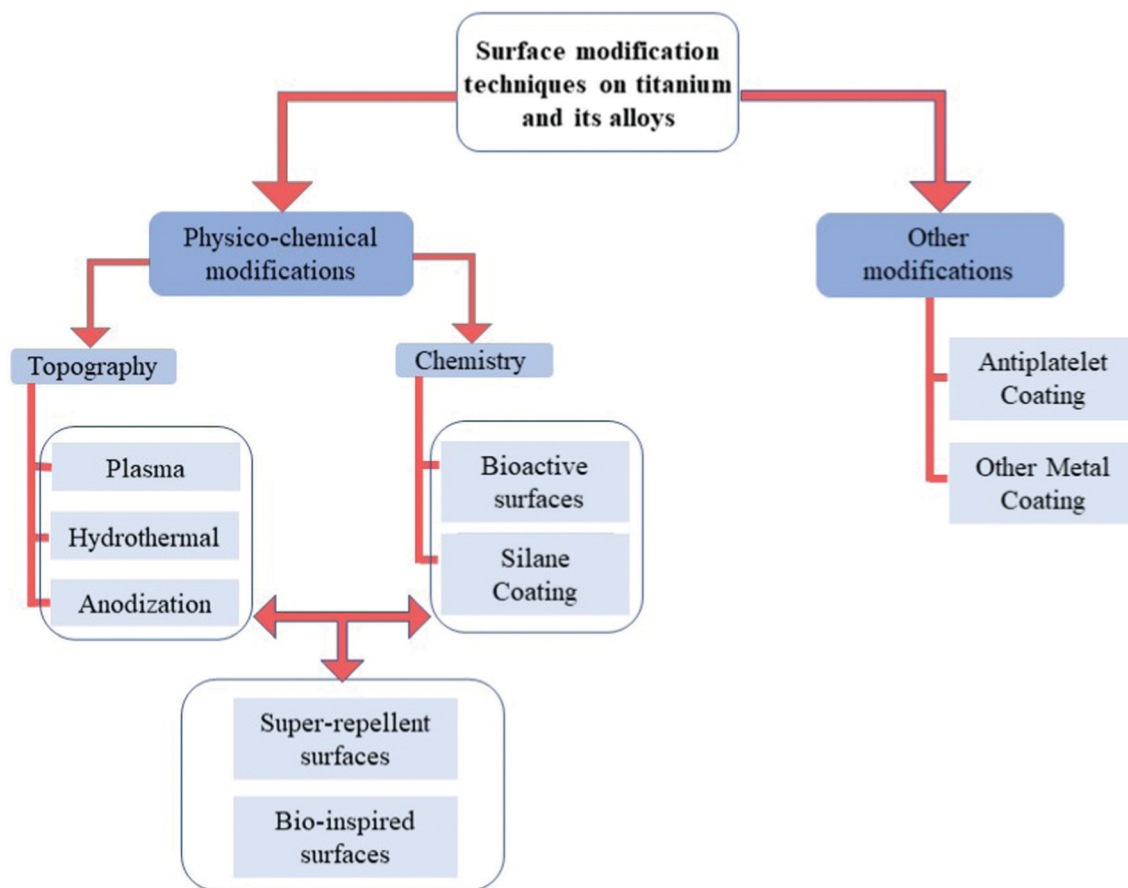 Surface modification
techniques on titanium
and its alloys
Physico-chemical
modifications
Other
modifications
Topography
Chemistry
Antiplatelet
Coating
Other Metal
Coating
Plasma
Hydrothermal
Anodization
Bioactive
surfaces
Silane
Coating
Super-repellent
surfaces
Bio-inspired
surfaces